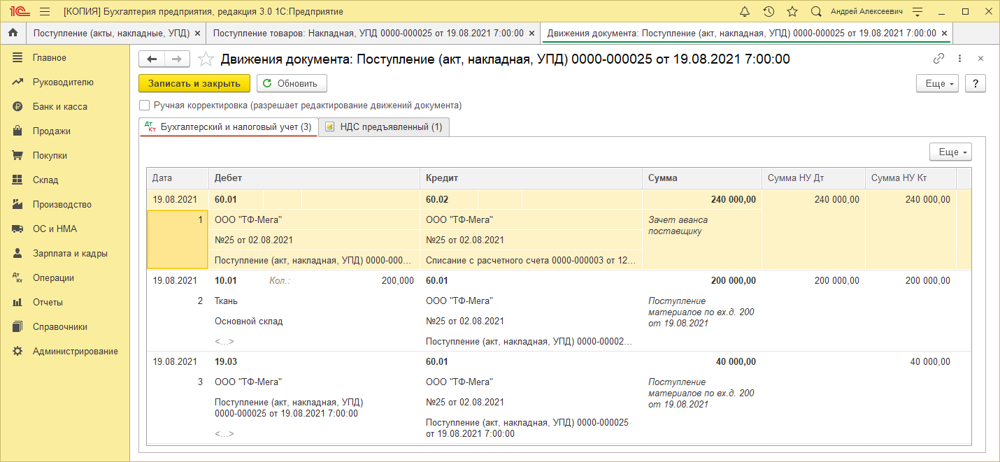 [КОПИЯ] Бухгалтерия предприятия, редакция 3.0 1С:Предприятие
Андрей Алексеевич
Поступление (акты, накладные, УПД)
Поступление товаров: Накладная, УПД 0000-000025 от 19.08.2021 7:00:00
Движения документа: Поступление (акт, накладная, УПД) 0000-000025 от 19.08.2021 7:00:00
Главное
Руководителю
Банк и касса
Продажи
Покупки
Склад
Производство
ОС и НМА
Зарплата и кадры
Операции
Отчеты
Справочники
Администрирование
Движения документа: Поступление (акт, накладная, УПД) 0000-000025 от 19.08.2021 7:00:00
Записать и закрыть
Обновить
Еще
?
Ручная корректировка (разрешает редактирование движений документа)
Бухгалтерский и налоговый учет (3)
НДС предъявленный (1)
Еще
Дата Дебет Кредит Сумма Сумма НУ Дт Сумма НУ Кт
19.08.2021 60.01 60.02 240 000,00 240 000,00 240 000,00
1 ООО "ТФ-Мега" ООО "ТФ-Мега" Зачет аванса
поставщику
№25 от 02.08.2021 №25 от 02.08.2021
Поступление (акт, накладная, УПД) 0000-000... Списание с расчетного счета 0000-000003 от 12...
19.08.2021 10.01 Кол.: 200,000 60.01 200 000,00 200 000,00 200 000,00
2 Ткань ООО "ТФ-Мега" Поступление
материалов по вх.д. 200
Основной склад №25 от 02.08.2021 от 19.08.2021
<...> Поступление (акт, накладная, УПД) 0000-00002...
19.08.2021 19.03 60.01 40 000,00 40 000,00
3 ООО "ТФ-Мега" ООО "ТФ-Мега" Поступление
материалов по вх.д. 200
Поступление (акт, накладная, УПД) №25 от 02.08.2021 от 19.08.2021
0000-000025 от 19.08.2021 7:00:00
Поступление (акт, накладная, УПД) 0000-000025
<...> от 19.08.2021 7:00:00